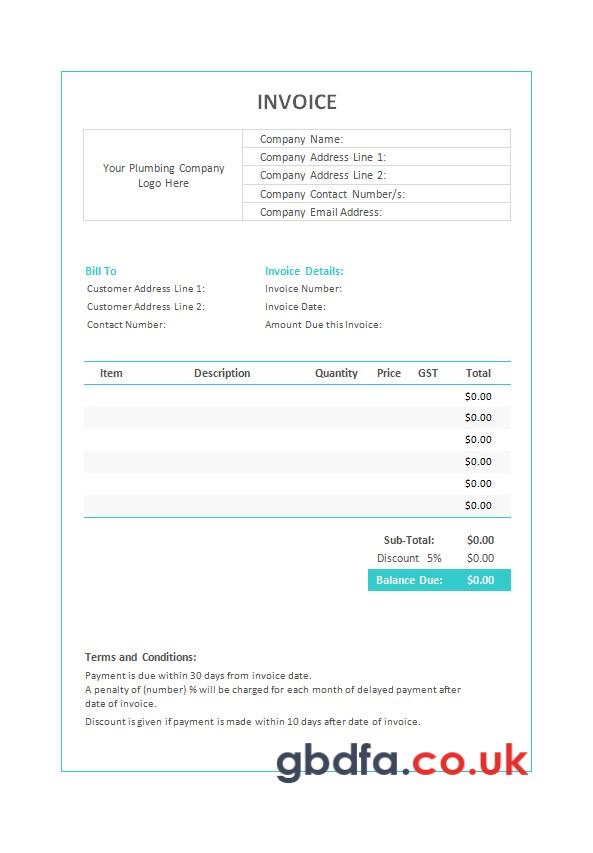 INVOICE
Your Plumbing Company
Logo Here
Company Name:
Company Address Line 1:
Company Address Line 2:
Company Contact Number/s:
Company Email Address:
Bill To
Customer Address Line 1:
Customer Address Line 2:
Contact Number:
Invoice Details:
Invoice Number:
Invoice Date:
Amount Due this Invoice:
Item Description Quantity Price GST Total
$0.00
$0.00
$0.00
$0.00
$0.00
$0.00
Sub-Total: $0.00
Discount 5% $0.00
Balance Due: $0.00
Terms and Conditions:
Payment is due within 30 days from invoice date.
A penalty of (number) % will be charged for each month of delayed payment after
date of invoice.
Discount is given if payment is made within 10 days after date of invoice.
gbdfa.co.uk